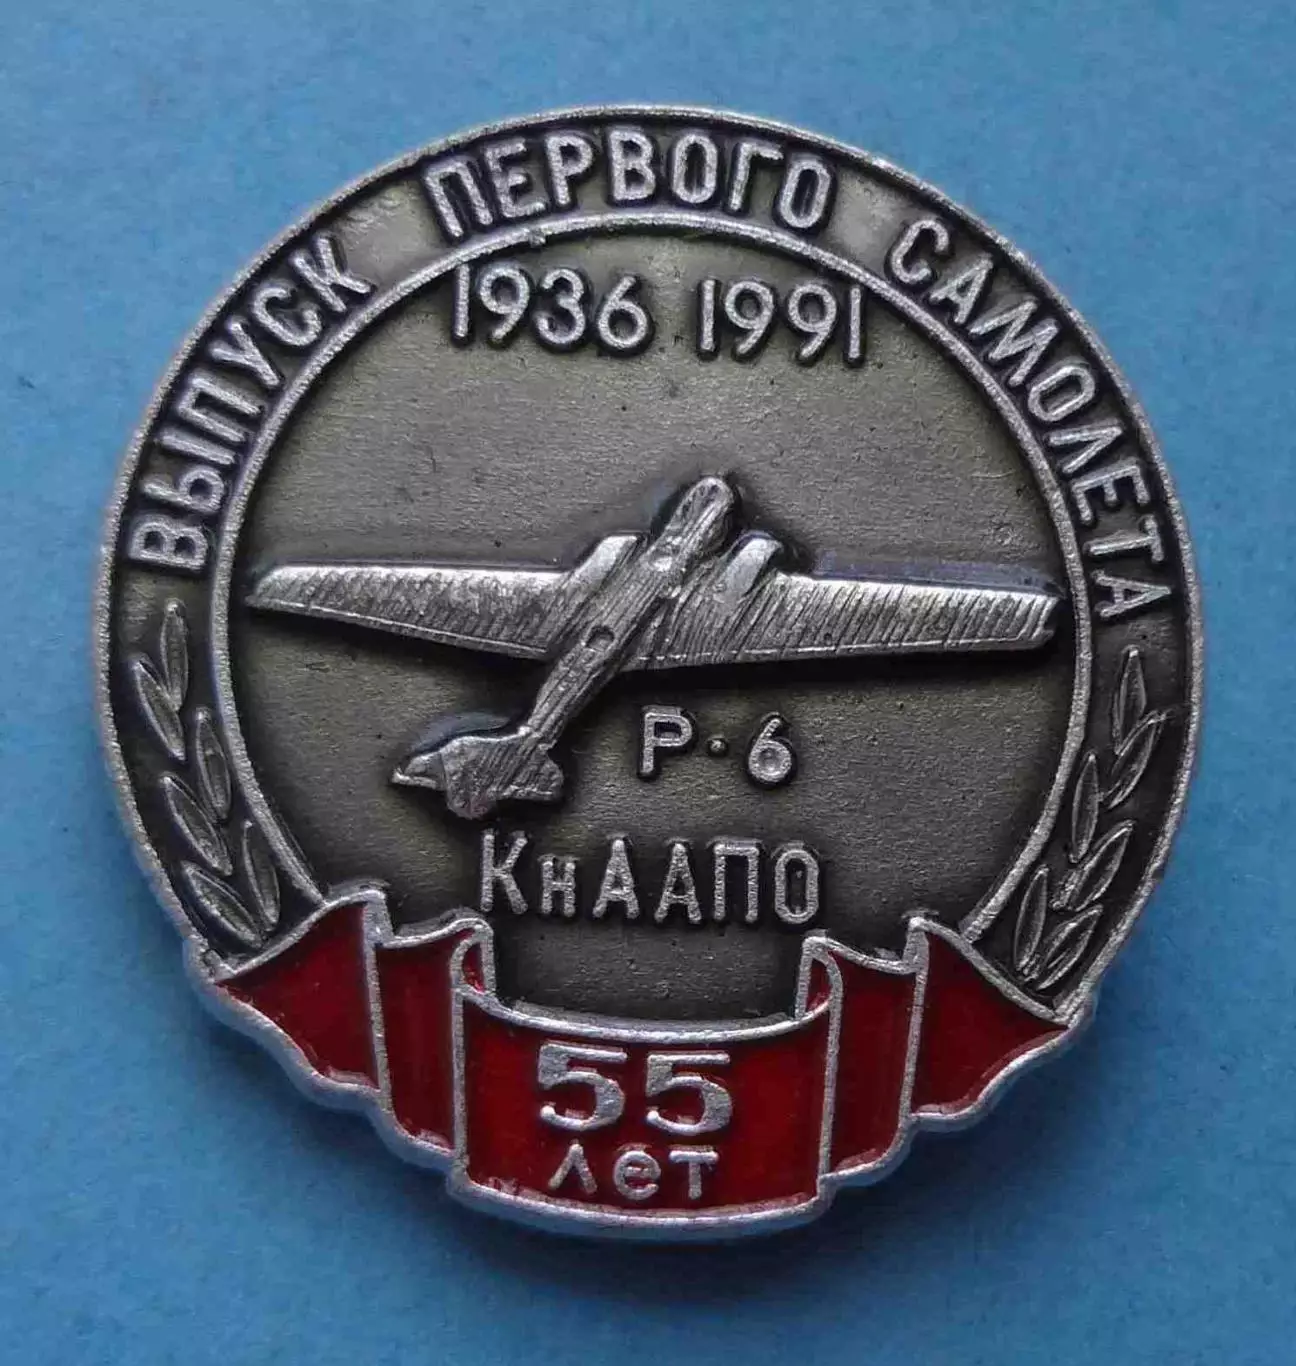 ВЫПУСК ПЕРВОГО САМОЛЕТА
1936 1991
Р·6
КнААПО
55
лет